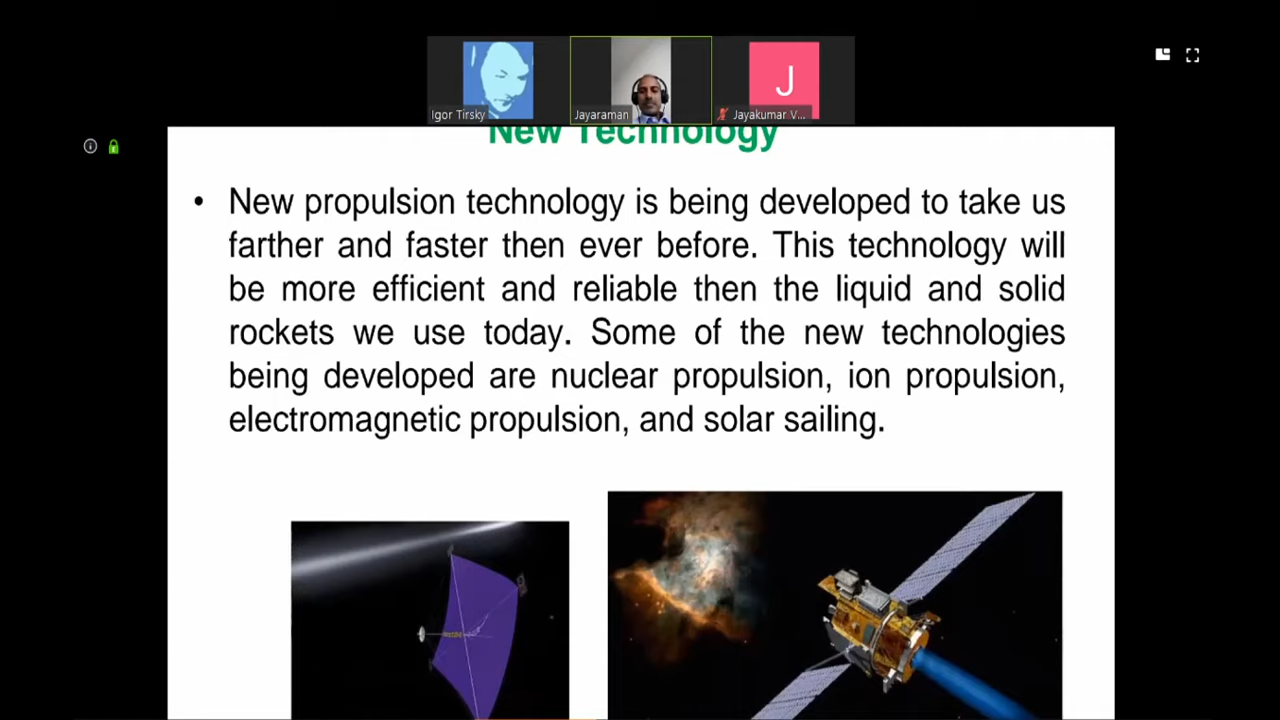 Igor Tirsky
Jayaraman
J
Jayakumar V...
New Technology
• New propulsion technology is being developed to take us
farther and faster then ever before. This technology will
be more efficient and reliable then the liquid and solid
rockets we use today. Some of the new technologies
being developed are nuclear propulsion, ion propulsion,
electromagnetic propulsion, and solar sailing.